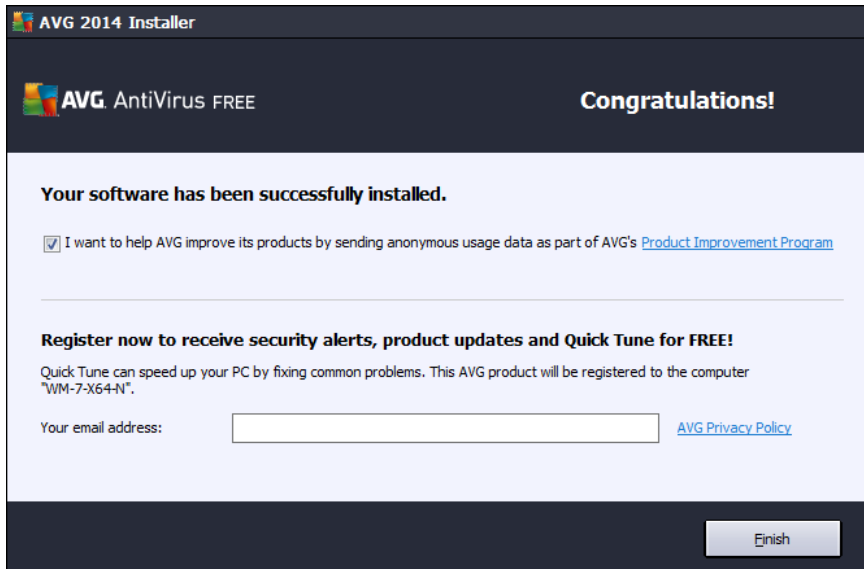 AVG 2014 Installer
AVG. AntiVirus FREE
Congratulations!
Your software has been successfully installed.
I want to help AVG improve its products by sending anonymous usage data as part of AVG's Product Improvement Program
Register now to receive security alerts, product updates and Quick Tune for FREE!
Quick Tune can speed up your PC by fixing common problems. This AVG product will be registered to the computer
"WM-7-X64-N".
Your email address:
AVG Privacy Policy
Finish